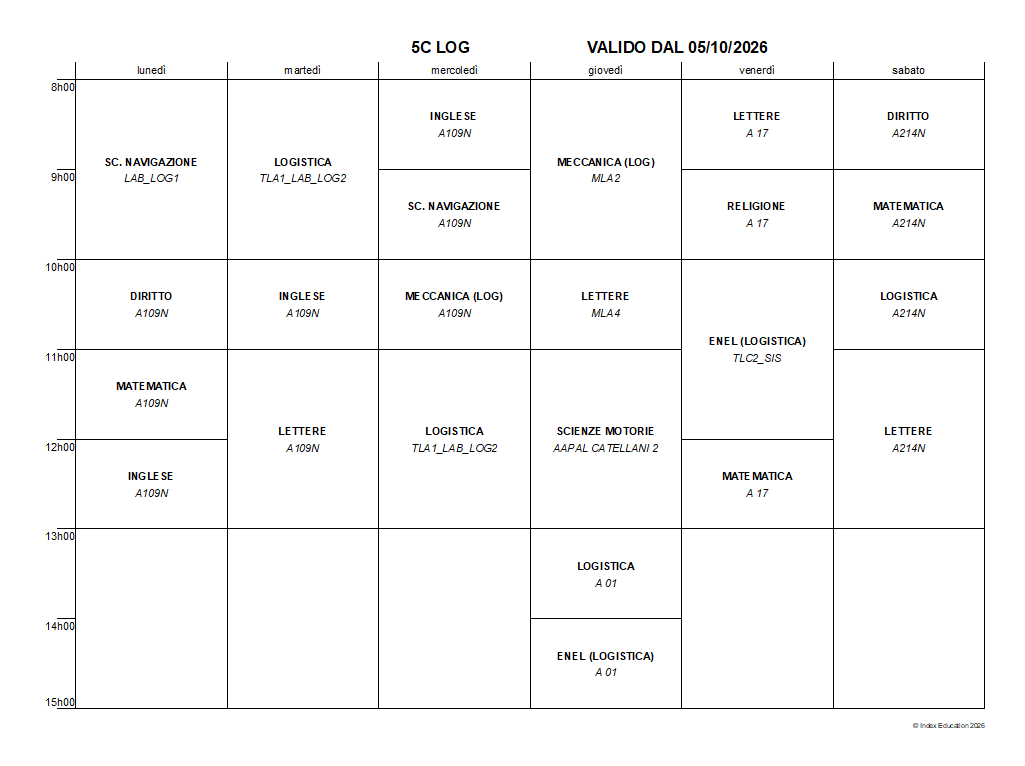 5C LOG VALIDO DAL 05/10/2026
lunedì martedì mercoledì giovedì venerdì sabato
8h00
INGLESE LETTERE DIRITTO
A109N A 17 A214N
SC. NAVIGAZIONE LOGISTICA MECCANICA (LOG)
9h00 LAB_LOG1 TLA1_LAB_LOG2 MLA2
SC. NAVIGAZIONE RELIGIONE MATEMATICA
A109N A 17 A214N
10h00
DIRITTO INGLESE MECCANICA (LOG) LETTERE LOGISTICA
A109N A109N A109N MLA4 A214N
ENEL (LOGISTICA)
11h00 TLC2_SIS
MATEMATICA
A109N
LETTERE LOGISTICA SCIENZE MOTORIE LETTERE
12h00 A109N TLA1_LAB_LOG2 AAPAL CATELLANI 2 A214N
INGLESE MATEMATICA
A109N A 17
13h00
LOGISTICA
A 01
14h00
ENEL (LOGISTICA)
A 01
15h00
© Index Education 2026